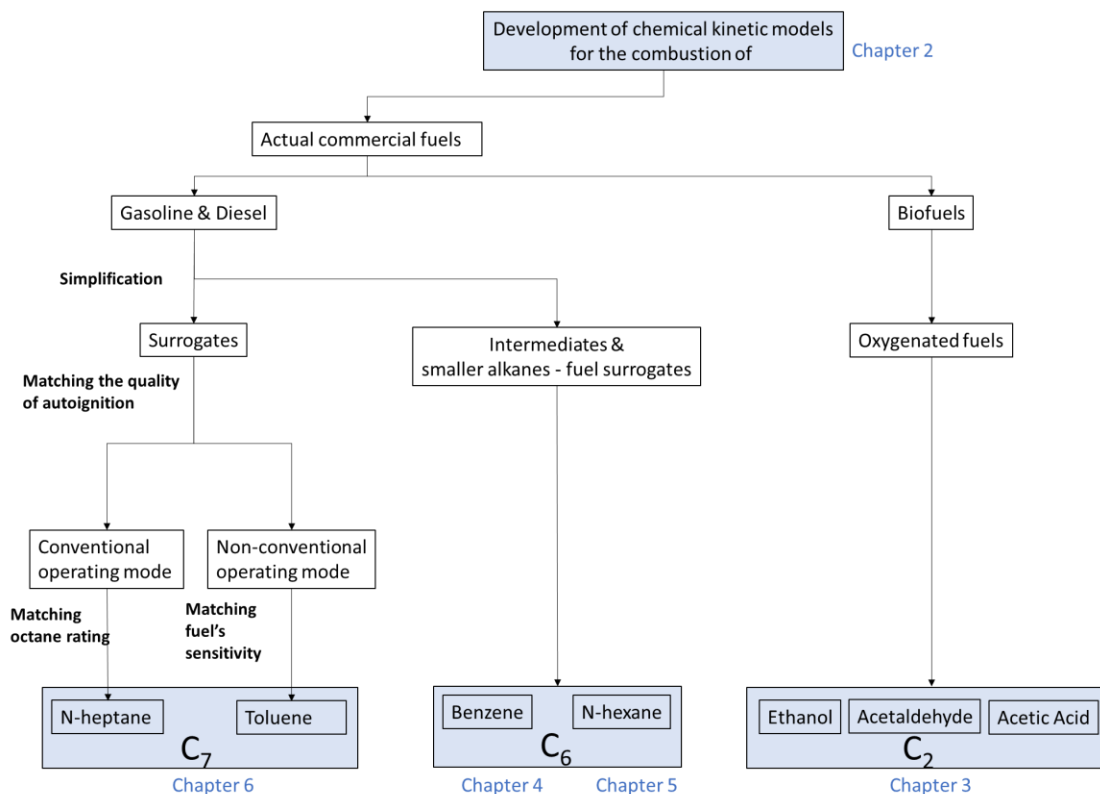 Development of chemical kinetic models
for the combustion of
Chapter 2
Actual commercial fuels
Gasoline & Diesel
Biofuels
Simplification
Surrogates
Intermediates &
smaller alkanes - fuel surrogates
Oxygenated fuels
Matching the quality
of autoignition
Conventional
operating mode
Non-conventional
operating mode
Matching
octane rating
Matching
fuel's
sensitivity
N-heptane
Toluene
C₇
Chapter 6
Benzene
N-hexane
C₆
Chapter 4
Chapter 5
Ethanol
Acetaldehyde
Acetic Acid
C₂
Chapter 3